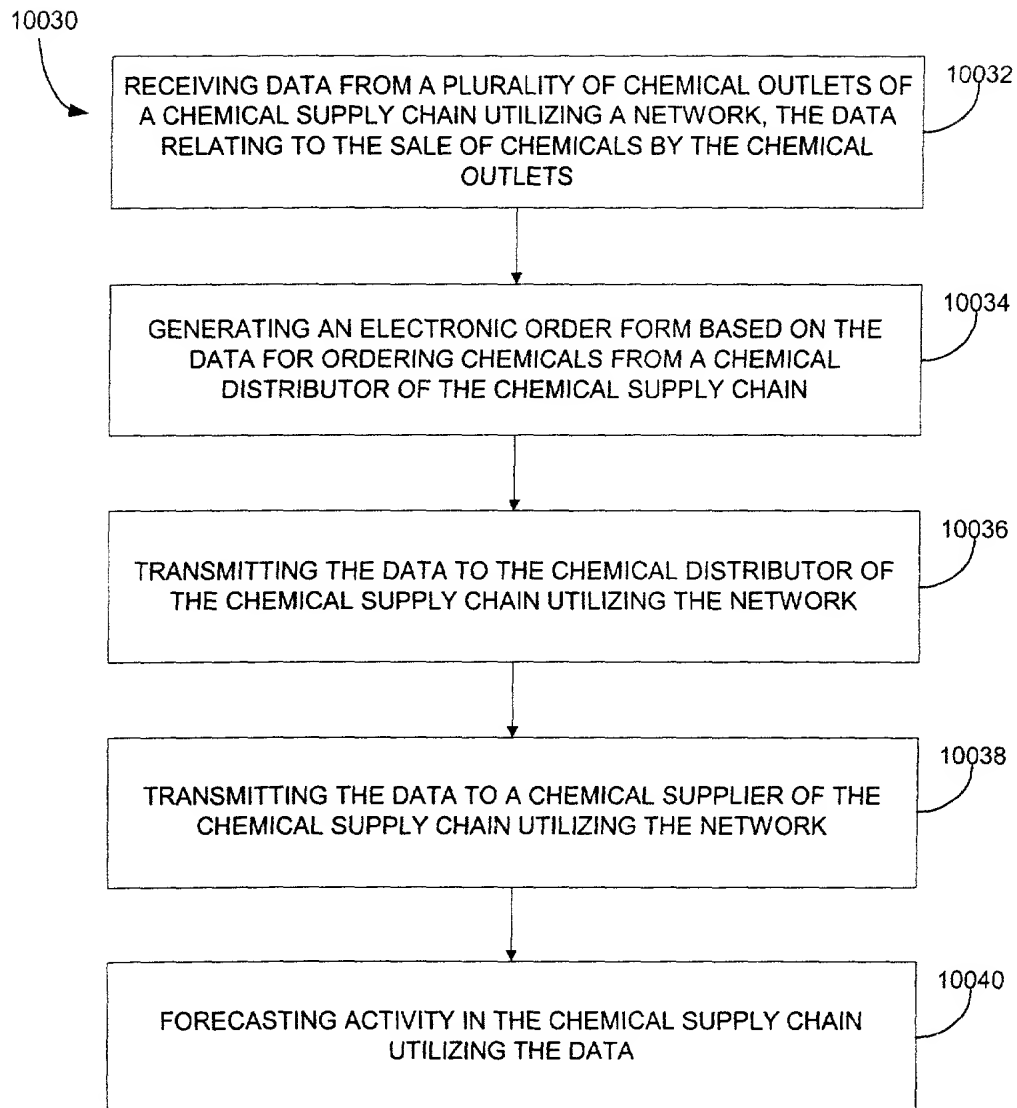 10030
RECEIVING DATA FROM A PLURALITY OF CHEMICAL OUTLETS OF
A CHEMICAL SUPPLY CHAIN UTILIZING A NETWORK, THE DATA
RELATING TO THE SALE OF CHEMICALS BY THE CHEMICAL
OUTLETS
10032
GENERATING AN ELECTRONIC ORDER FORM BASED ON THE
DATA FOR ORDERING CHEMICALS FROM A CHEMICAL
DISTRIBUTOR OF THE CHEMICAL SUPPLY CHAIN
10034
TRANSMITTING THE DATA TO THE CHEMICAL DISTRIBUTOR OF
THE CHEMICAL SUPPLY CHAIN UTILIZING THE NETWORK
10036
TRANSMITTING THE DATA TO A CHEMICAL SUPPLIER OF THE
CHEMICAL SUPPLY CHAIN UTILIZING THE NETWORK
10038
FORECASTING ACTIVITY IN THE CHEMICAL SUPPLY CHAIN
UTILIZING THE DATA
10040